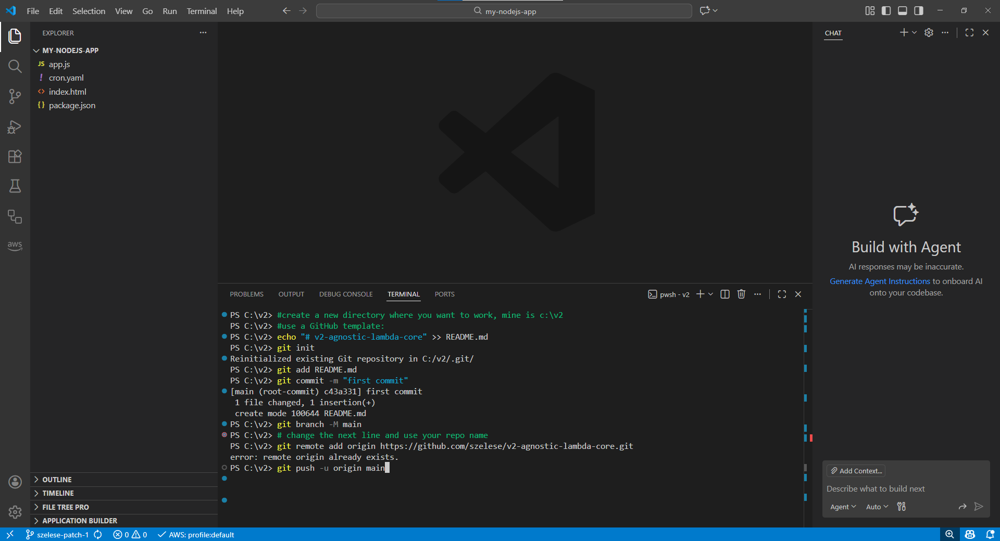 File Edit Selection View Go Run Terminal Help
my-nodejs-app
EXPLORER
MY-NODEJS-APP
JS app.js
! cron.yaml
<> index.html
{} package.json
aws
OUTLINE
TIMELINE
FILE TREE PRO
APPLICATION BUILDER
PROBLEMS OUTPUT DEBUG CONSOLE TERMINAL PORTS
pwsh - v2
PS C:\v2> #create a new directory where you want to work, mine is c:\v2
PS C:\v2> #use a GitHub template:
PS C:\v2> echo "# v2-agnostic-lambda-core" >> README.md
PS C:\v2> git init
Reinitialized existing Git repository in C:/v2/.git/
PS C:\v2> git add README.md
PS C:\v2> git commit -m "first commit"
[main (root-commit) c43a331] first commit
1 file changed, 1 insertion(+)
create mode 100644 README.md
PS C:\v2> git branch -M main
PS C:\v2> # change the next line and use your repo name
PS C:\v2> git remote add origin https://github.com/szelese/v2-agnostic-lambda-core.git
error: remote origin already exists.
PS C:\v2> git push -u origin main
CHAT
Build with Agent
AI responses may be inaccurate.
Generate Agent Instructions to onboard AI
onto your codebase.
Add Context...
Describe what to build next
Agent Auto
szelese-patch-1 0 0 AWS: profile:default